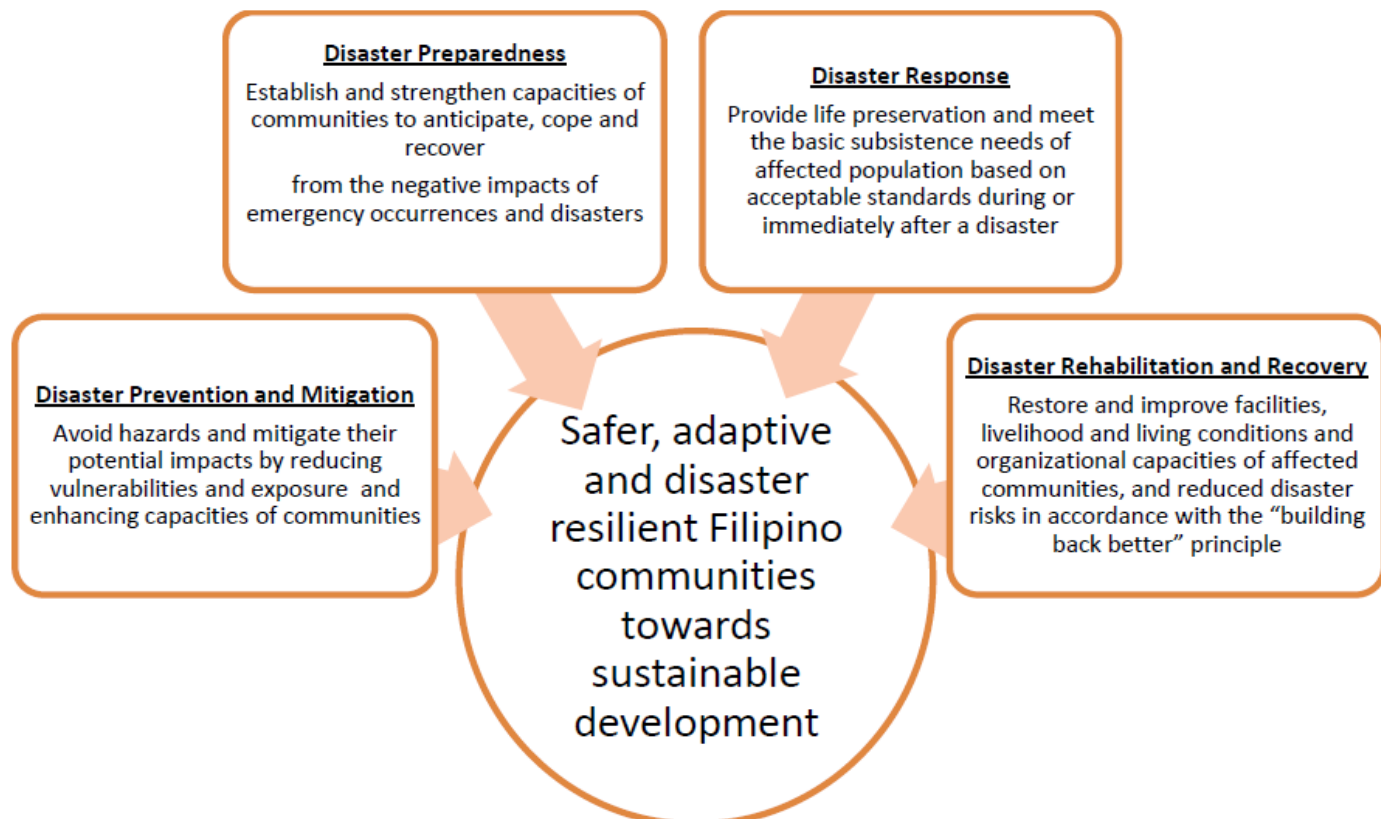 Disaster Preparedness
Establish and strengthen capacities of
communities to anticipate, cope and
recover
from the negative impacts of
emergency occurrences and disasters
Disaster Response
Provide life preservation and meet
the basic subsistence needs of
affected population based on
acceptable standards during or
immediately after a disaster
Disaster Prevention and Mitigation
Avoid hazards and mitigate their
potential impacts by reducing
vulnerabilities and exposure and
enhancing capacities of communities
Disaster Rehabilitation and Recovery
Restore and improve facilities,
livelihood and living conditions and
organizational capacities of affected
communities, and reduced disaster
risks in accordance with the “building
back better” principle
Safer, adaptive
and disaster
resilient Filipino
communities
towards
sustainable
development